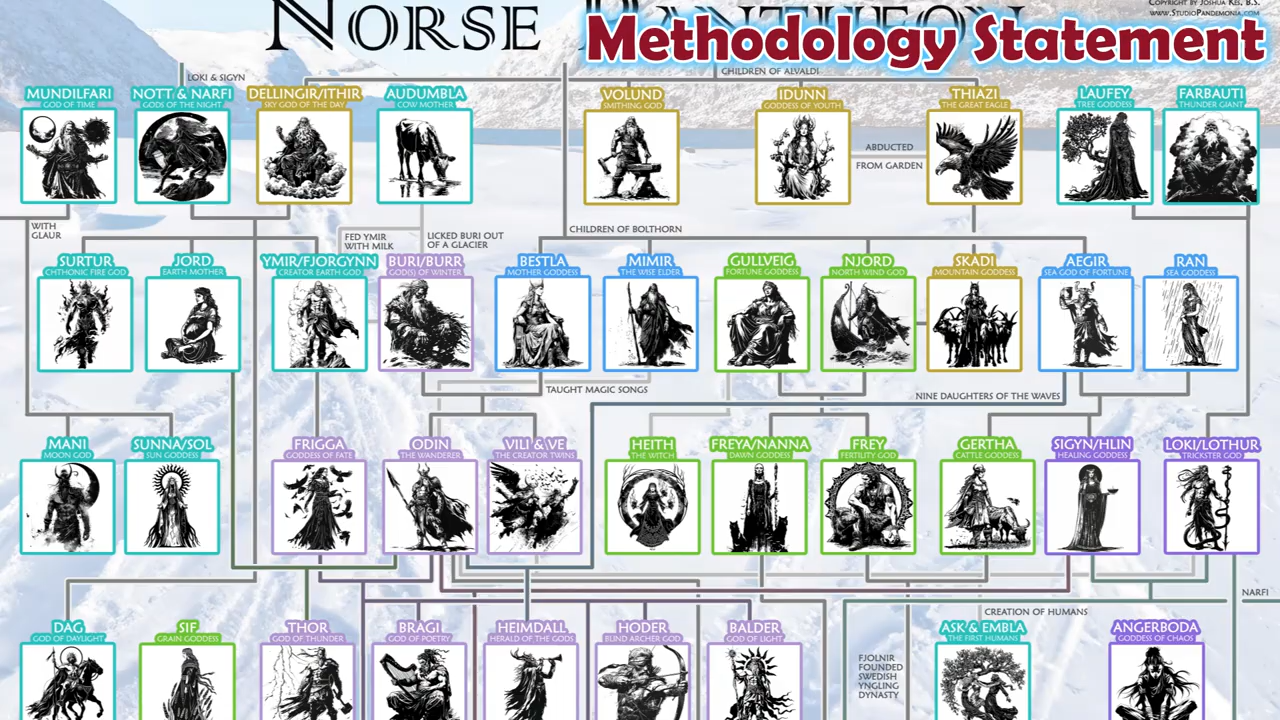 NORSE PANTHEON
Methodology Statement
COPYRIGHT BY JOSHUA KES, B.S.
WWW.STUDIOPANDEMONIA.COM
LOKI & SIGYN
CHILDREN OF ALVALDI
MUNDILFARI
GOD OF TIME
NOTT & NARFI
GODS OF THE NIGHT
DELLINGIR/ITHIR
SKY GOD OF THE DAY
AUDUMBLA
COW MOTHER
VOLUND
SMITHING GOD
IDUNN
GODDESS OF YOUTH
THIAZI
THE GREAT EAGLE
LAUFEY
TREE GODDESS
FARBAUTI
THUNDER GIANT
ABDUCTED
FROM GARDEN
WITH
GLAUR
FED YMIR
WITH MILK
LICKED BURI OUT
OF A GLACIER
CHILDREN OF BOLTHORN
SURTUR
CHTHONIC FIRE GOD
JORD
EARTH MOTHER
YMIR/FJORGYNN
CREATOR EARTH GOD
BURI/BURR
GOD(S) OF WINTER
BESTLA
MOTHER GODDESS
MIMIR
THE WISE ELDER
GULLVEIG
FORTUNE GODDESS
NJORD
NORTH WIND GOD
SKADI
MOUNTAIN GODDESS
AEGIR
SEA GOD OF FORTUNE
RAN
SEA GODDESS
TAUGHT MAGIC SONGS
NINE DAUGHTERS OF THE WAVES
MANI
MOON GOD
SUNNA/SOL
SUN GODDESS
FRIGGA
GODDESS OF FATE
ODIN
THE WANDERER
VILI & VE
THE CREATOR TWINS
HEITH
THE WITCH
FREYA/NANNA
DAWN GODDESS
FREY
FERTILITY GOD
GERTHA
CATTLE GODDESS
SIGYN/HLIN
HEALING GODDESS
LOKI/LOTHUR
TRICKSTER GOD
NARFI
CREATION OF HUMANS
DAG
GOD OF DAYLIGHT
SIF
GRAIN GODDESS
THOR
GOD OF THUNDER
BRAGI
GOD OF POETRY
HEIMDALL
HERALD OF THE GODS
HODER
BLIND ARCHER GOD
BALDER
GOD OF LIGHT
ASK & EMBLA
THE FIRST HUMANS
ANGERBODA
GODDESS OF CHAOS
FJOLNIR
FOUNDED
SWEDISH
YNGLING
DYNASTY